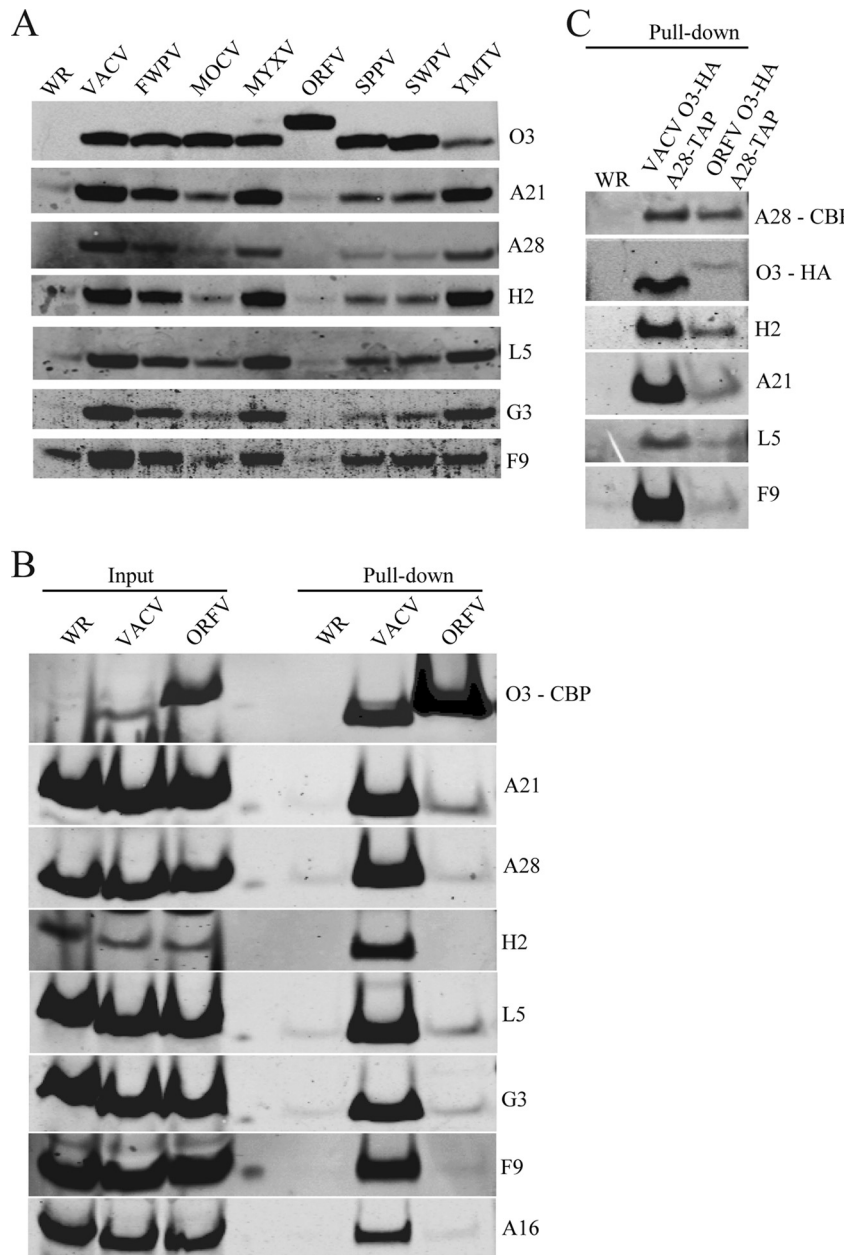 A
WR VACV FWPV MOCV MYXV ORFV SPPV SWPV YMTV
O3
A21
A28
H2
L5
G3
F9
C
Pull-down
WR VACV O3-HA A28-TAP ORFV O3-HA A28-TAP
A28 - CBP
O3 - HA
H2
A21
L5
F9
B
Input Pull-down
WR VACV ORFV WR VACV ORFV
O3 - CBP
A21
A28
H2
L5
G3
F9
A16